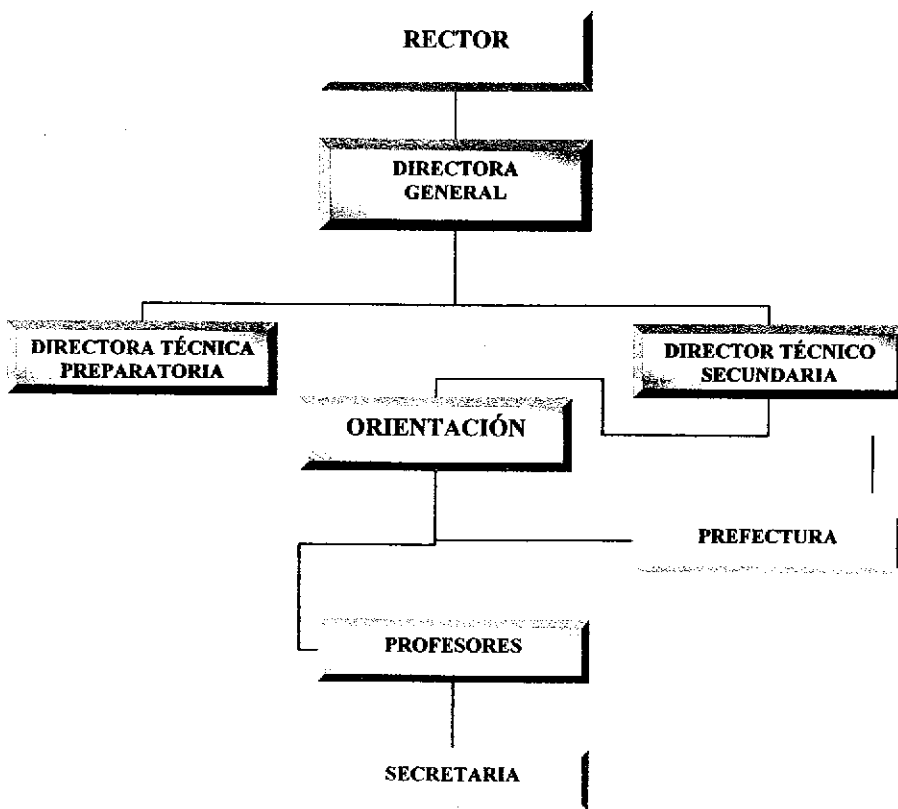 RECTOR
DIRECTORA
GENERAL
DIRECTORA TÉCNICA
PREPARATORIA
DIRECTOR TÉCNICO
SECUNDARIA
ORIENTACIÓN
PREFECTURA
PROFESORES
SECRETARIA